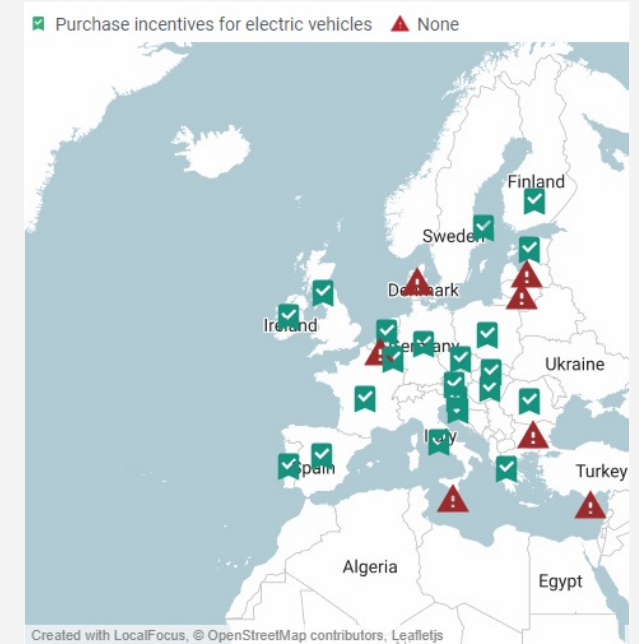 Purchase incentives for electric vehicles None
Finland
Sweden
Denmark
Ireland
Germany
Ukraine
Italy
Spain
Turkey
Algeria
Egypt
Created with LocalFocus, © OpenStreetMap contributors, Leafletjs